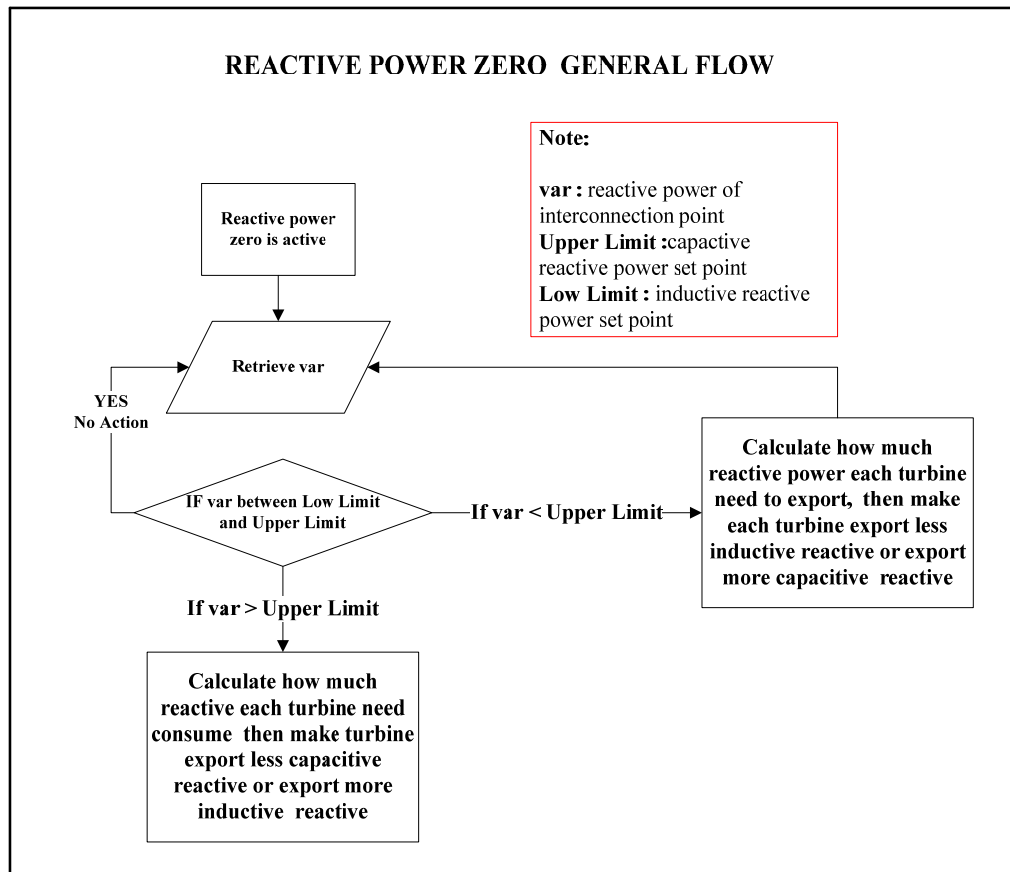 REACTIVE POWER ZERO GENERAL FLOW
Note:
var : reactive power of
interconnection point
Upper Limit :capactive
reactive power set point
Low Limit : inductive reactive
power set point
Reactive power
zero is active
Retrieve var
YES
No Action
IF var between Low Limit
and Upper Limit
If var < Upper Limit
Calculate how much
reactive power each turbine
need to export, then make
each turbine export less
inductive reactive or export
more capacitive reactive
If var > Upper Limit
Calculate how much
reactive each turbine need
consume then make turbine
export less capacitive
reactive or export more
inductive reactive